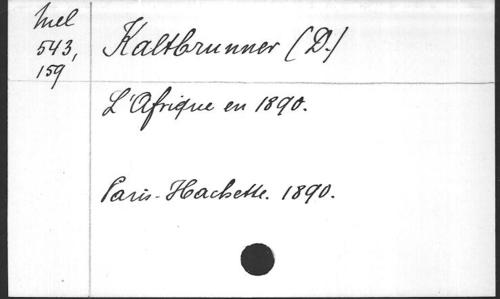 Mel
543,
159
Kaltbrunner (D.)
L'Afrique en 1890.
Paris-Hachette. 1890.